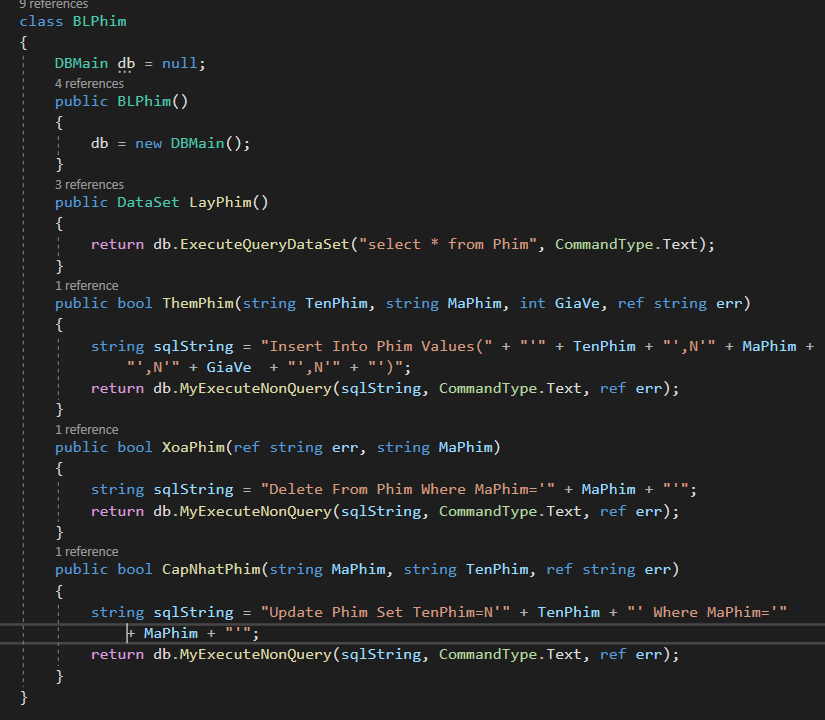 9 references
class BLPhim
{
DBMain db = null;
4 references
public BLPhim()
{
db = new DBMain();
}
3 references
public DataSet LayPhim()
{
return db.ExecuteQueryDataSet("select * from Phim", CommandType.Text);
}
1 reference
public bool ThemPhim(string TenPhim, string MaPhim, int GiaVe, ref string err)
{
string sqlString = "Insert Into Phim Values(" + "'" + TenPhim + "',N'" + MaPhim +
"',N'" + GiaVe  + "',N'" + "')";
return db.MyExecuteNonQuery(sqlString, CommandType.Text, ref err);
}
1 reference
public bool XoaPhim(ref string err, string MaPhim)
{
string sqlString = "Delete From Phim Where MaPhim='" + MaPhim + "'";
return db.MyExecuteNonQuery(sqlString, CommandType.Text, ref err);
}
1 reference
public bool CapNhatPhim(string MaPhim, string TenPhim, ref string err)
{
string sqlString = "Update Phim Set TenPhim=N'" + TenPhim + "' Where MaPhim='"
+ MaPhim + "'";
return db.MyExecuteNonQuery(sqlString, CommandType.Text, ref err);
}
}